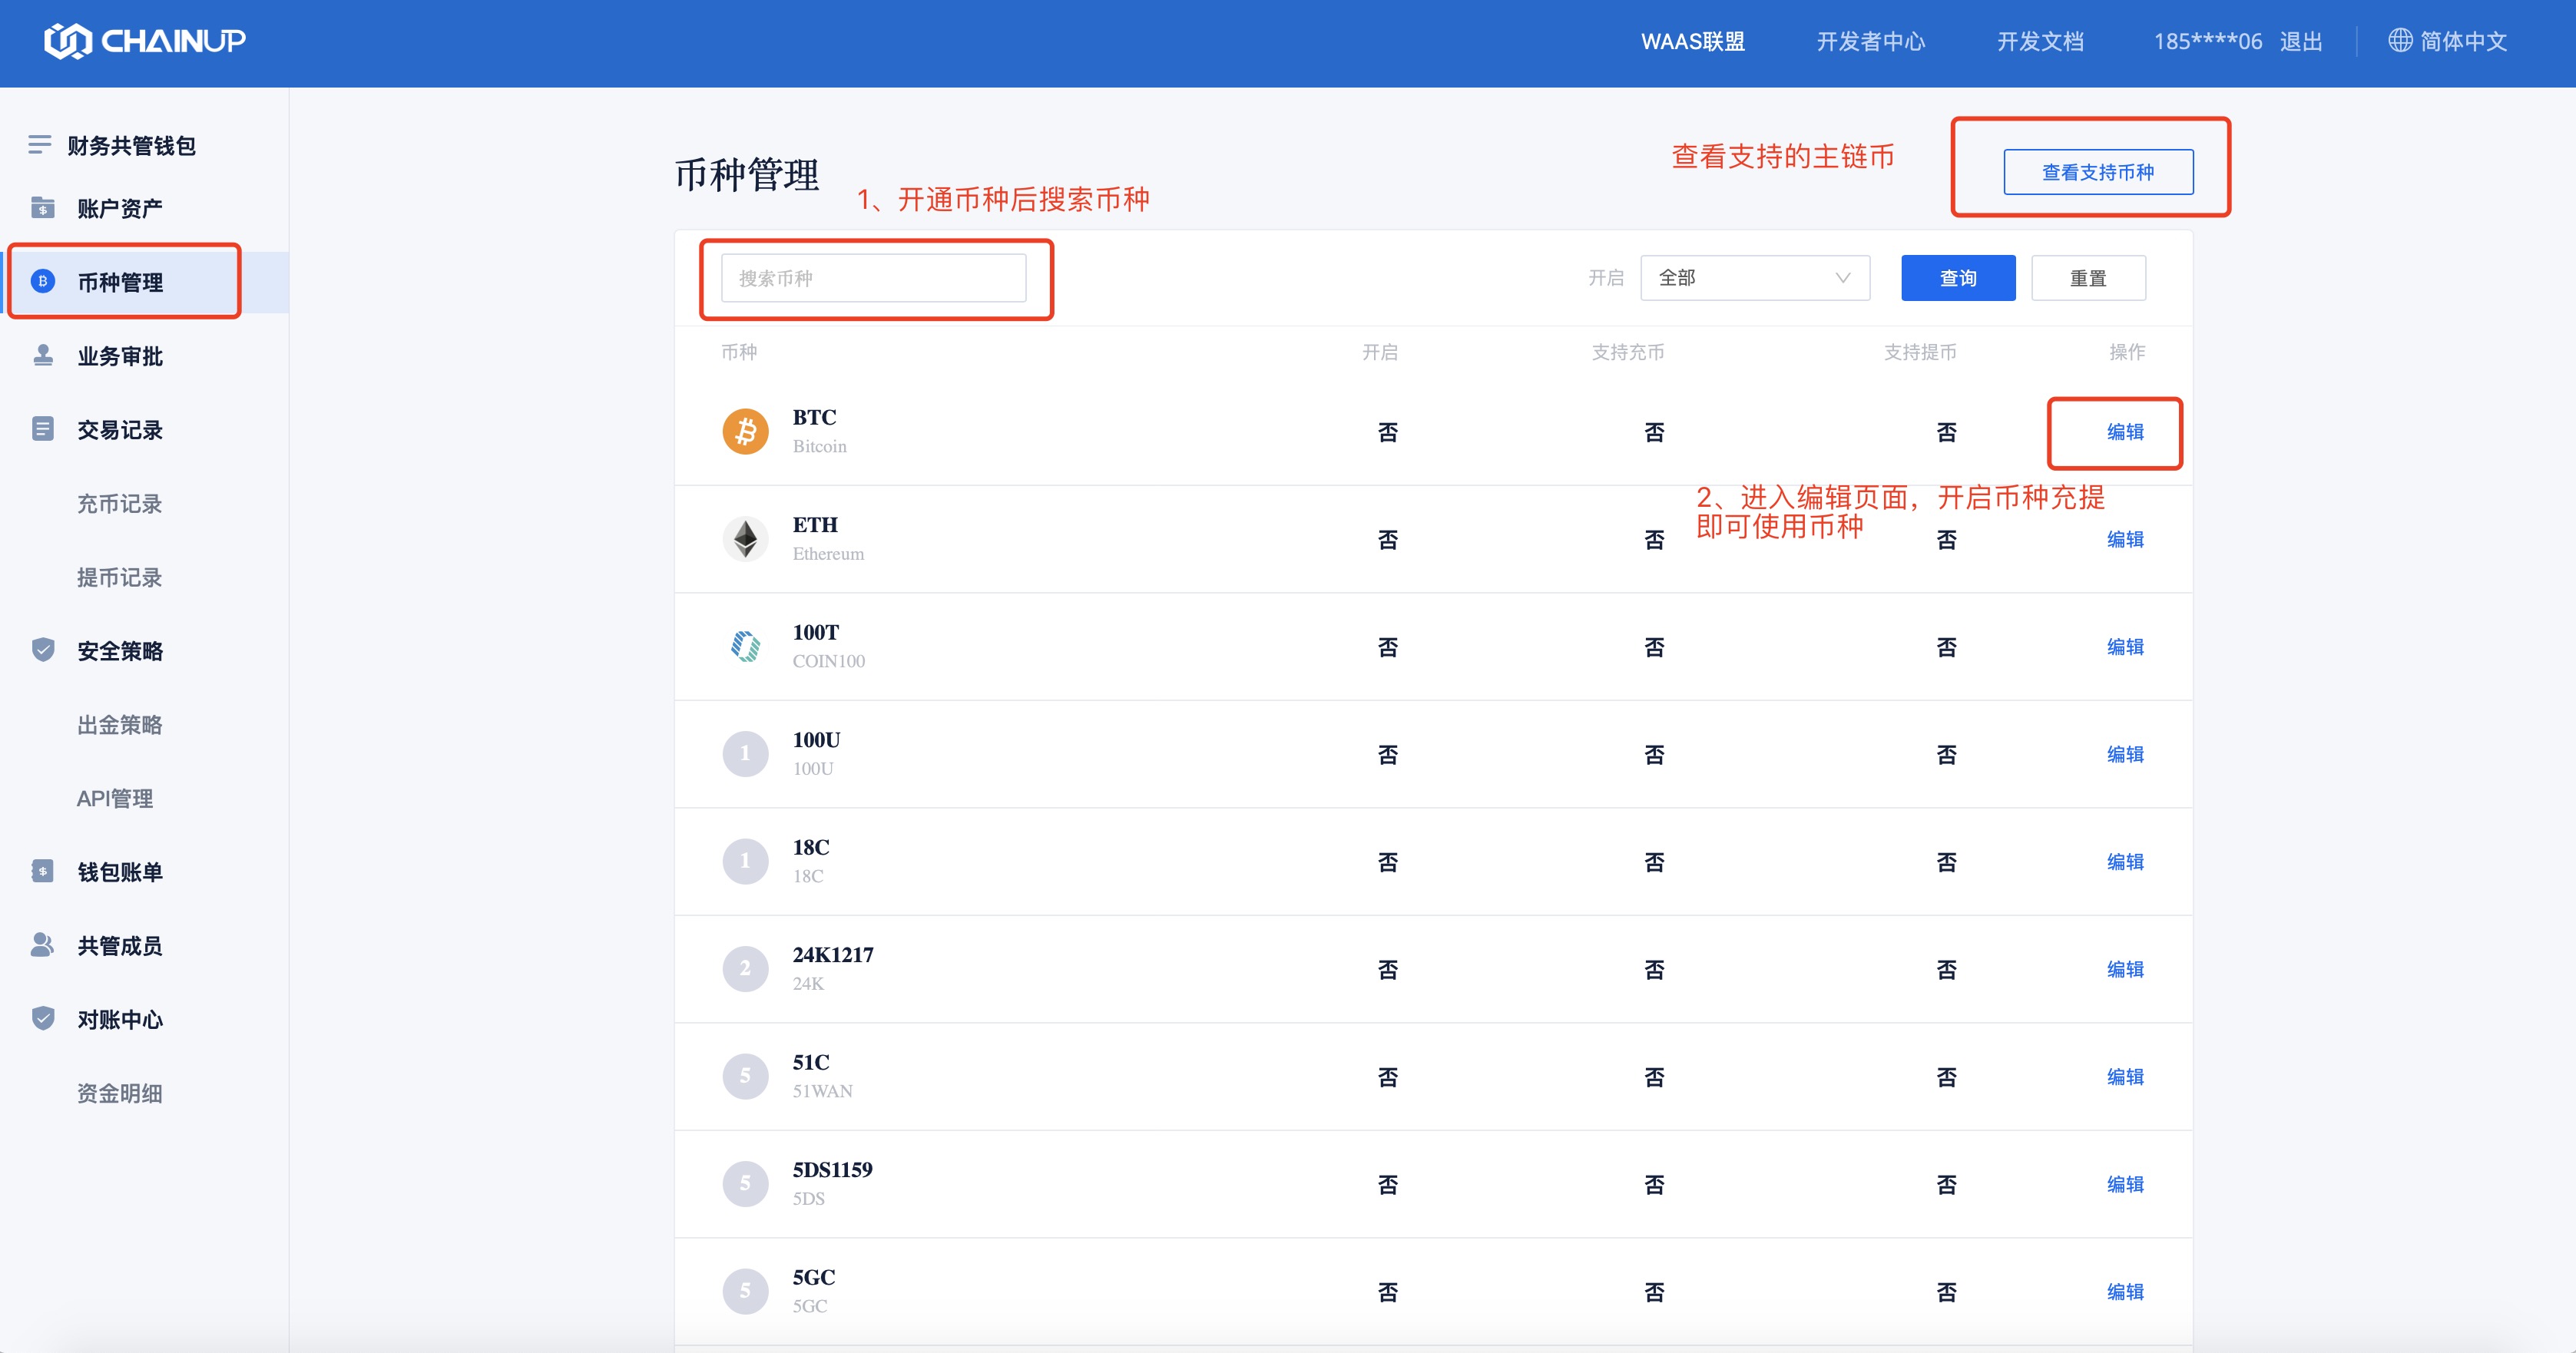 CHAINUP
WAAS联盟
开发者中心
开发文档
185****06
退出
简体中文
财务共管钱包
账户资产
币种管理
业务审批
交易记录
充币记录
提币记录
安全策略
出金策略
API管理
钱包账单
共管成员
对账中心
资金明细
币种管理
1、开通币种后搜索币种
查看支持的主链币
查看支持币种
搜索币种
开启
全部
查询
重置
币种 开启 支持充币 支持提币 操作
BTC
Bitcoin
否 否 否 编辑
2、进入编辑页面，开启币种充提
即可使用币种
ETH
Ethereum
否 否 否 编辑
100T
COIN100
否 否 否 编辑
1
100U
100U
否 否 否 编辑
1
18C
18C
否 否 否 编辑
2
24K1217
24K
否 否 否 编辑
5
51C
51WAN
否 否 否 编辑
5
5DS1159
5DS
否 否 否 编辑
5
5GC
5GC
否 否 否 编辑